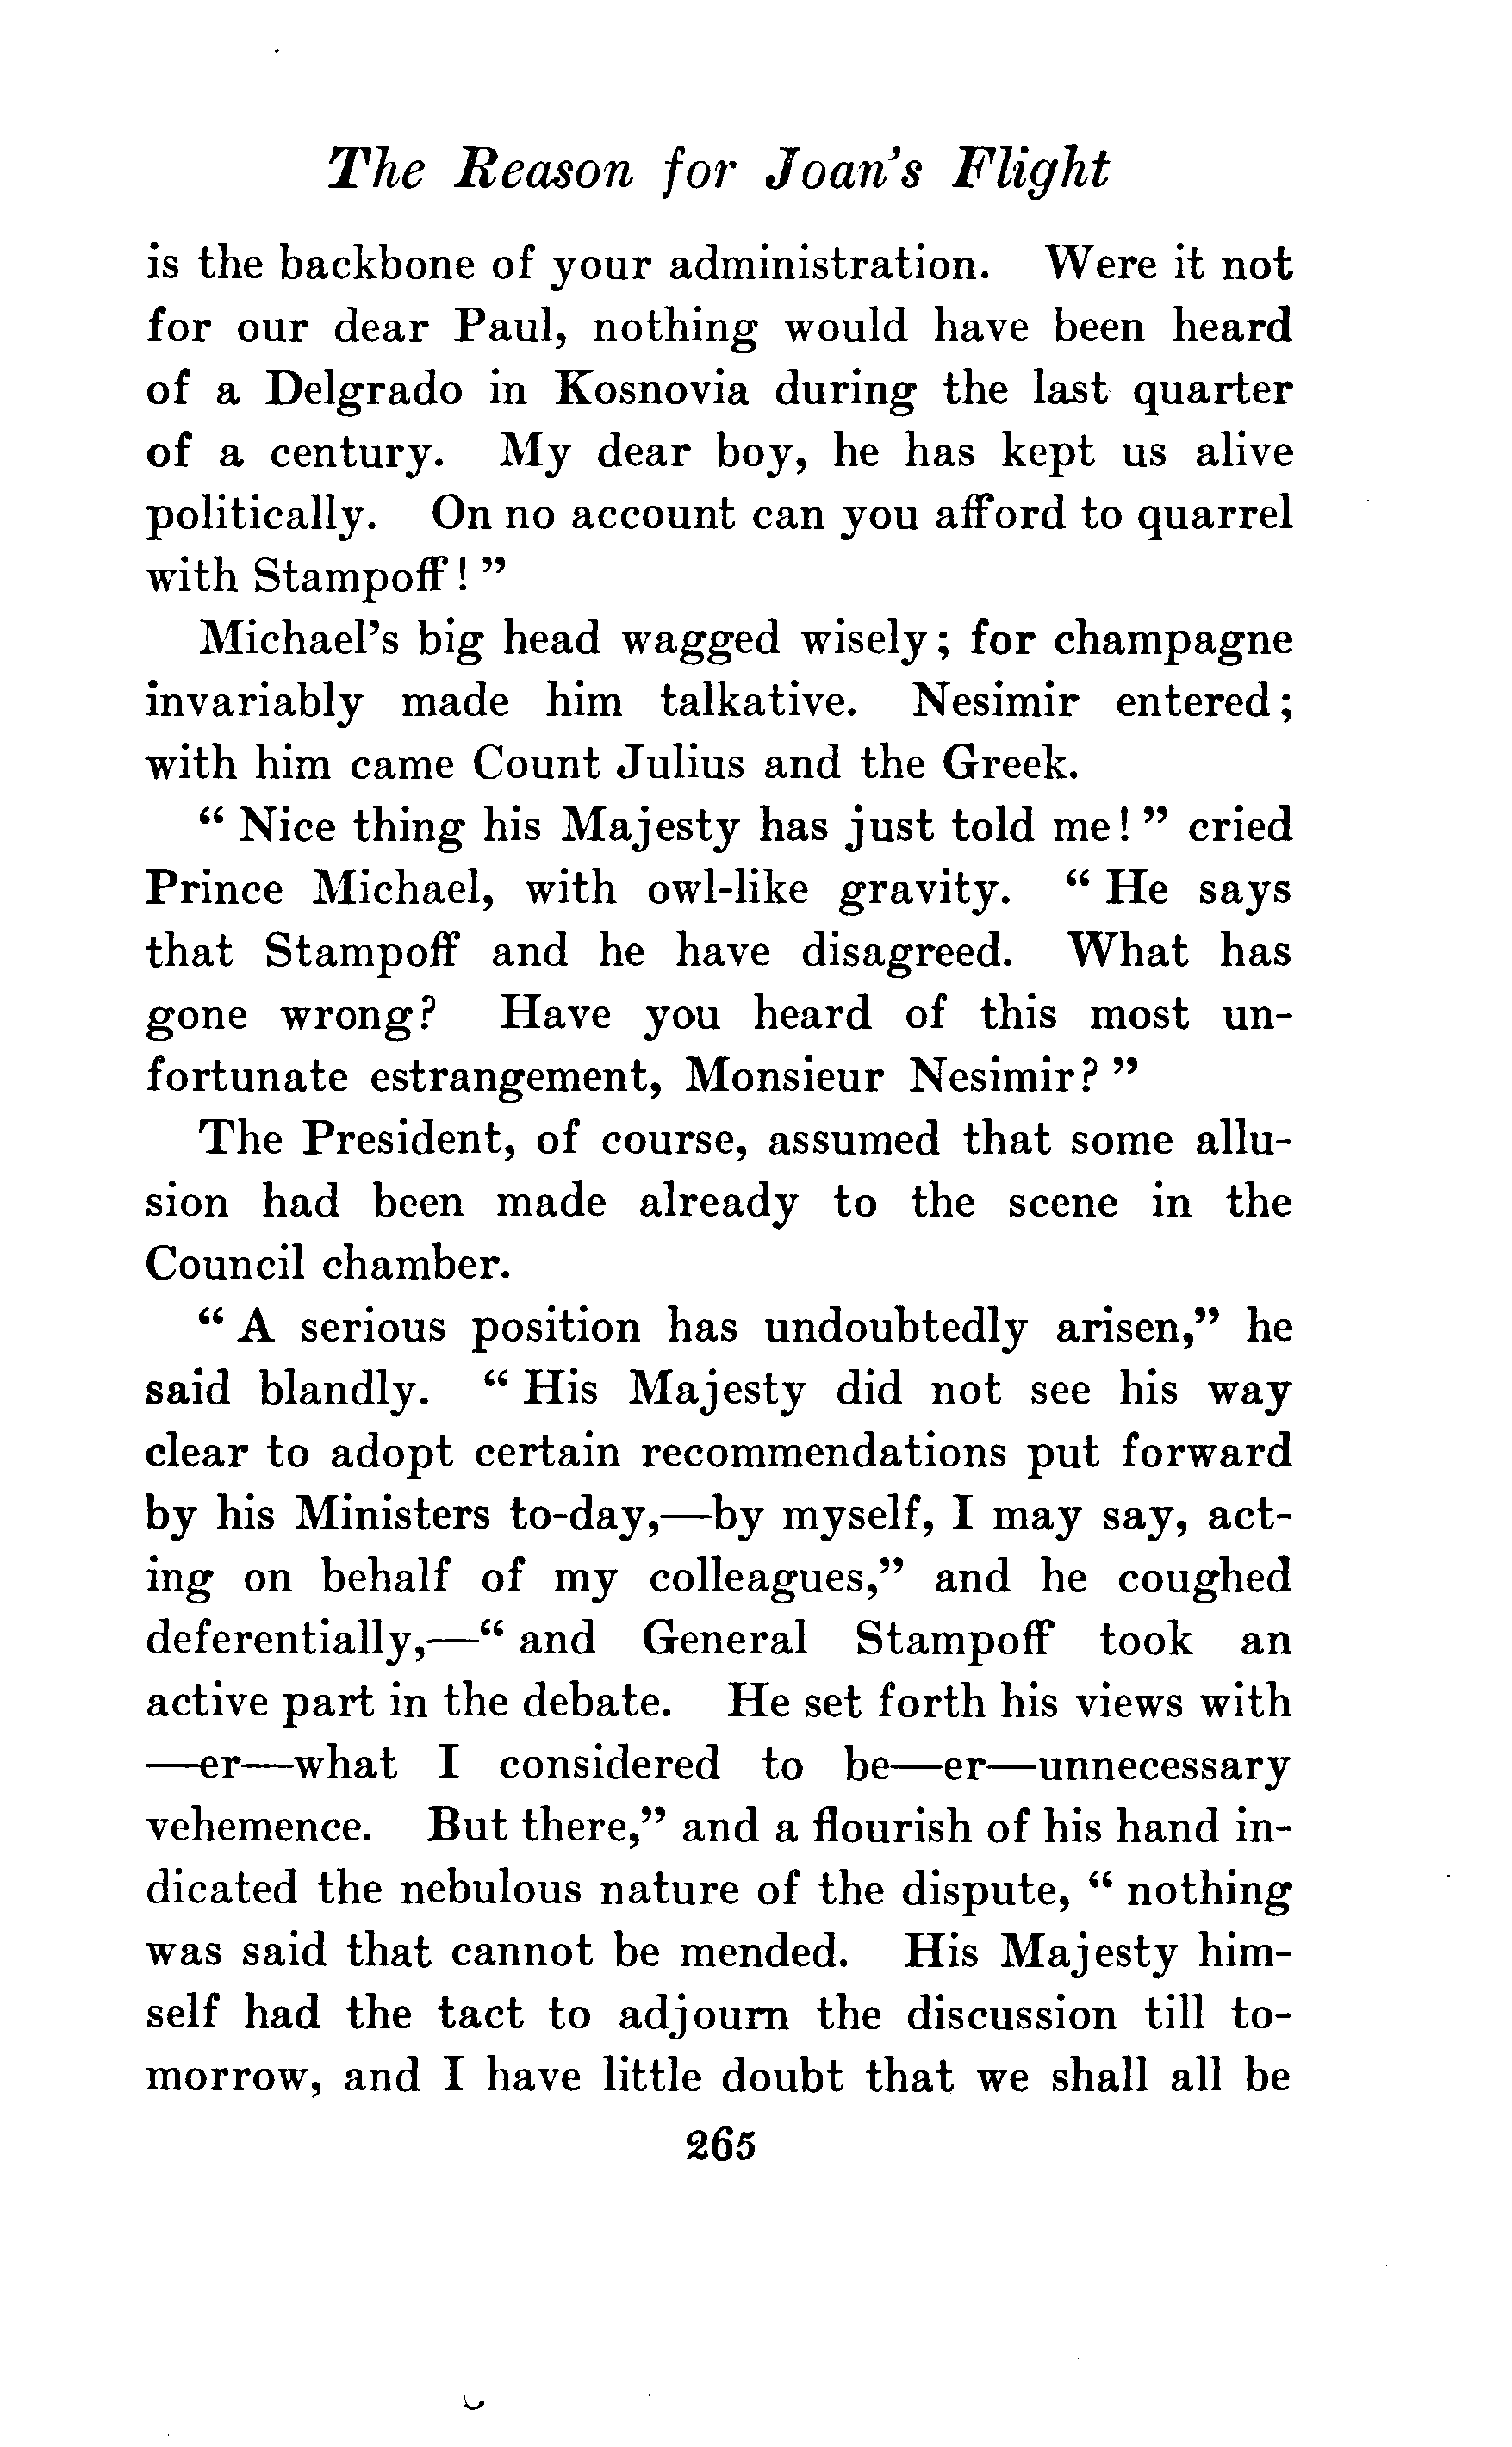 The Reason for Joan's Flight
is the backbone of your administration. Were it not
for our dear Paul, nothing would have been heard
of a Delgrado in Kosnovia during the last quarter
of a century. My dear boy, he has kept us alive
politically. On no account can you afford to quarrel
with Stampoff! "
Michael's big head wagged wisely; for champagne
invariably made him talkative. Nesimir entered;
with him came Count Julius and the Greek.
" Nice thing his Majesty has just told me! " cried
Prince Michael, with owl-like gravity. " He says
that Stampoff and he have disagreed. What has
gone wrong? Have you heard of this most un-
fortunate estrangement, Monsieur Nesimir? "
The President, of course, assumed that some allu-
sion had been made already to the scene in the
Council chamber.
" A serious position has undoubtedly arisen," he
said blandly. " His Majesty did not see his way
clear to adopt certain recommendations put forward
by his Ministers to-day,—by myself, I may say, act-
ing on behalf of my colleagues," and he coughed
deferentially,—" and General Stampoff took an
active part in the debate. He set forth his views with
—er—what I considered to be—er—unnecessary
vehemence. But there," and a flourish of his hand in-
dicated the nebulous nature of the dispute, " nothing
was said that cannot be mended. His Majesty him-
self had the tact to adjourn the discussion till to-
morrow, and I have little doubt that we shall all be
265